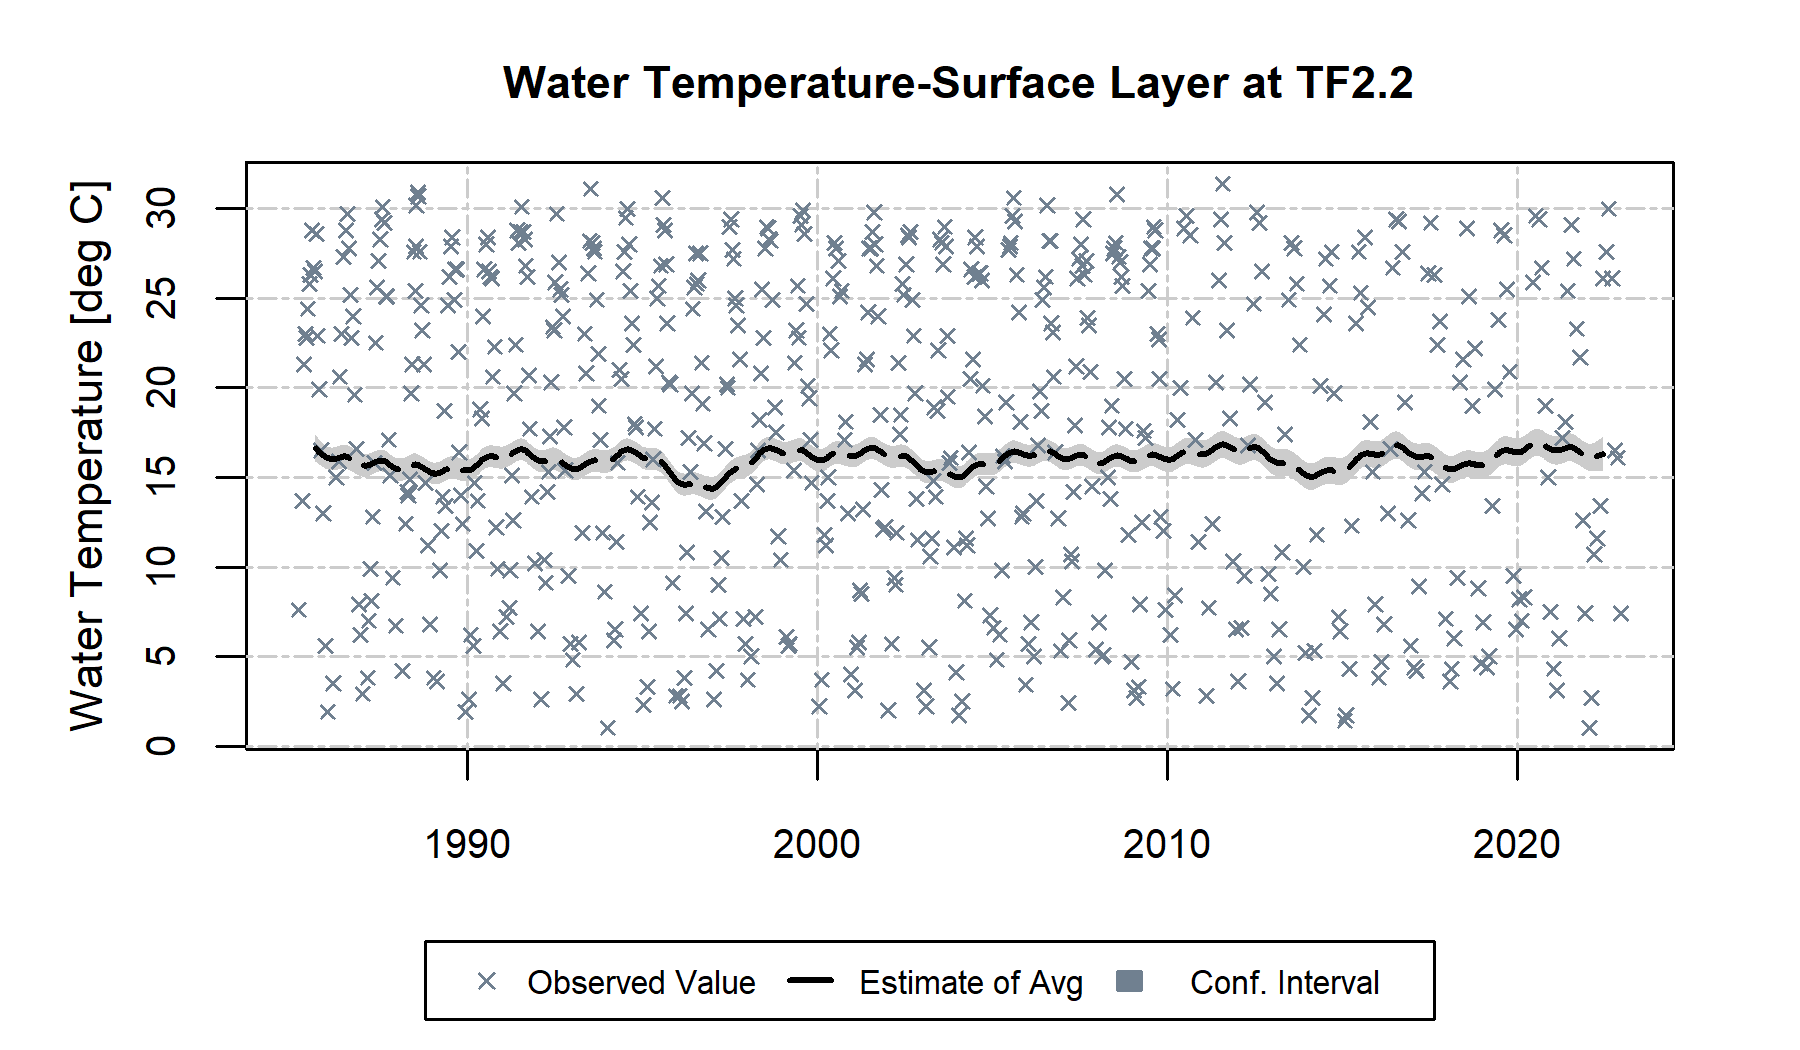 Water Temperature-Surface Layer at TF2.2
Water Temperature [deg C]
30
25
20
15
10
5
0
1990 2000 2010 2020
Observed Value Estimate of Avg Conf. Interval